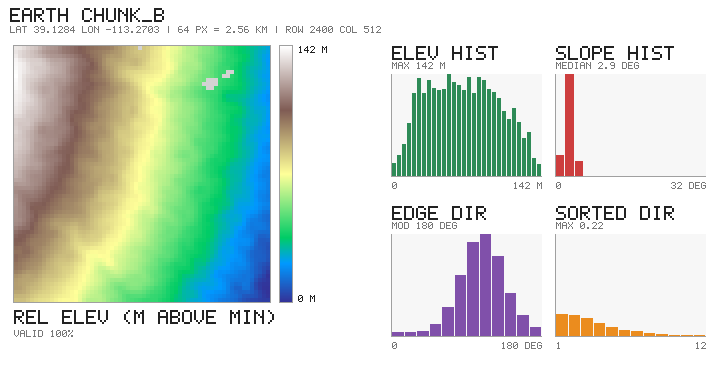 EARTH CHUNK_B
LAT 39.1284 LON -113.2703 | 64 PX = 2.56 KM | ROW 2400 COL 512
142 M
0 M
REL ELEV (M ABOVE MIN)
VALID 100%
ELEV HIST
MAX 142 M
0 142 M
SLOPE HIST
MEDIAN 2.9 DEG
0 32 DEG
EDGE DIR
MOD 180 DEG
0 180 DEG
SORTED DIR
MAX 0.22
1 12